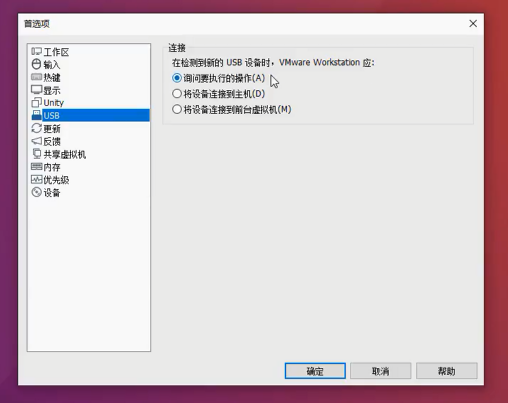 首选项
工作区
输入
热键
显示
Unity
USB
更新
反馈
共享虚拟机
内存
优先级
设备
连接
在检测到新的 USB 设备时，VMware Workstation 应:
询问要执行的操作(A)
将设备连接到主机(D)
将设备连接到前台虚拟机(M)
确定
取消
帮助